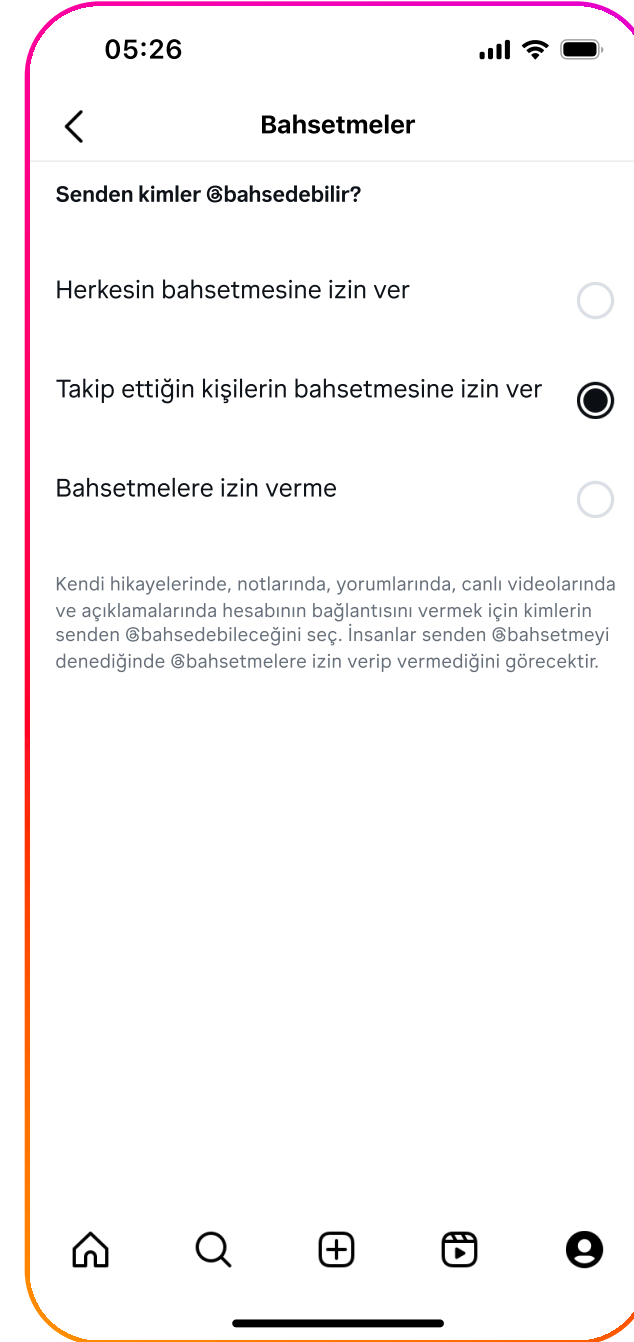 05:26
Bahsetmeler
Senden kimler @bahsedebilir?
Herkesin bahsetmesine izin ver
Takip ettiğin kişilerin bahsetmesine izin ver
Bahsetmelere izin verme
Kendi hikayelerinde, notlarında, yorumlarında, canlı videolarında
ve açıklamalarında hesabının bağlantısını vermek için kimlerin
senden @bahsedebileceğini seç. İnsanlar senden @bahsetmeyi
denediğinde @bahsetmelere izin verip vermediğini görecektir.